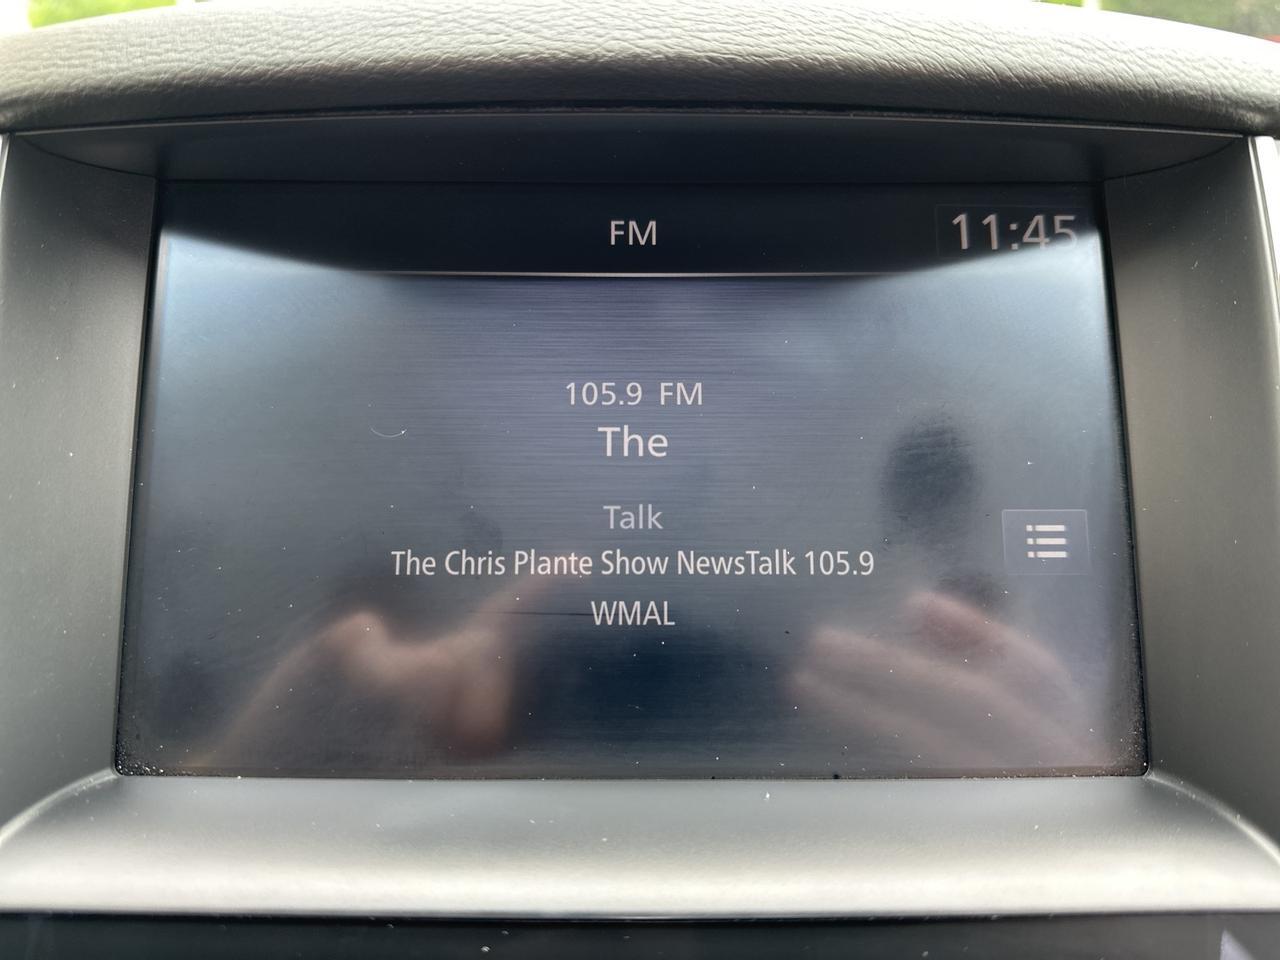 FM
11:45
105.9 FM
The
Talk
The Chris Plante Show NewsTalk 105.9
WMAL